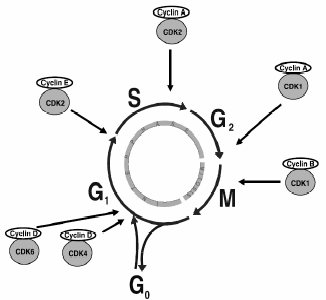 Cyclin A
CDK2
Cyclin E
CDK2
Cyclin A
CDK1
S
G2
Cyclin B
CDK1
G1
M
Cyclin D
CDK6
Cyclin D
CDK4
G0